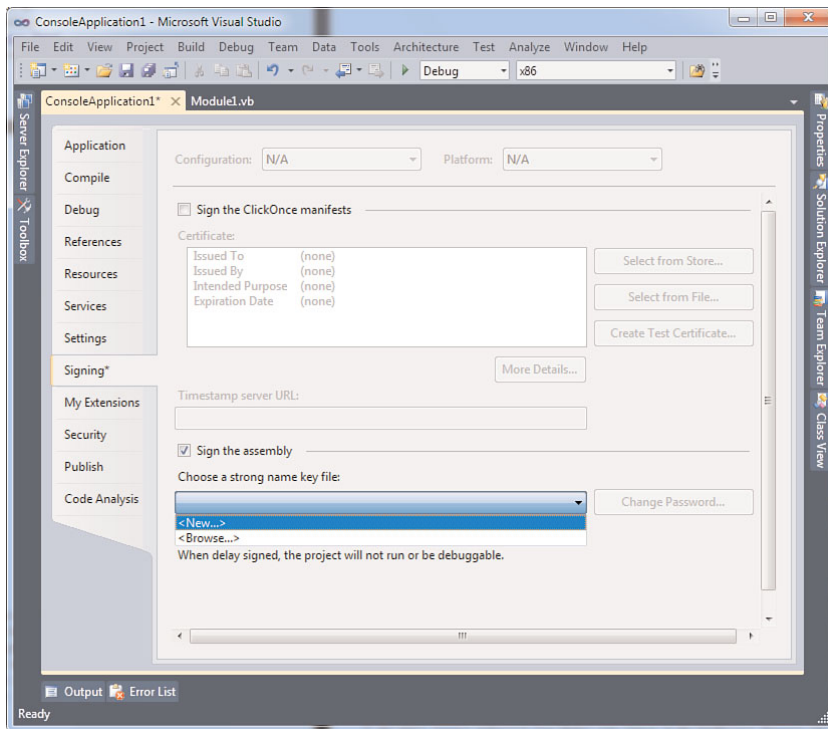 ConsoleApplication1 - Microsoft Visual Studio
File Edit View Project Build Debug Team Data Tools Architecture Test Analyze Window Help
Debug x86
ConsoleApplication1* Module1.vb
Server Explorer
Toolbox
Application
Compile
Debug
References
Resources
Services
Settings
Signing*
My Extensions
Security
Publish
Code Analysis
Configuration: N/A Platform: N/A
Sign the ClickOnce manifests
Certificate:
Issued To (none)
Issued By (none)
Intended Purpose (none)
Expiration Date (none)
Select from Store...
Select from File...
Create Test Certificate...
More Details...
Timestamp server URL:
Sign the assembly
Choose a strong name key file:
Change Password...
<New...>
<Browse...>
When delay signed, the project will not run or be debuggable.
Properties
Solution Explorer
Team Explorer
Class View
Output Error List
Ready